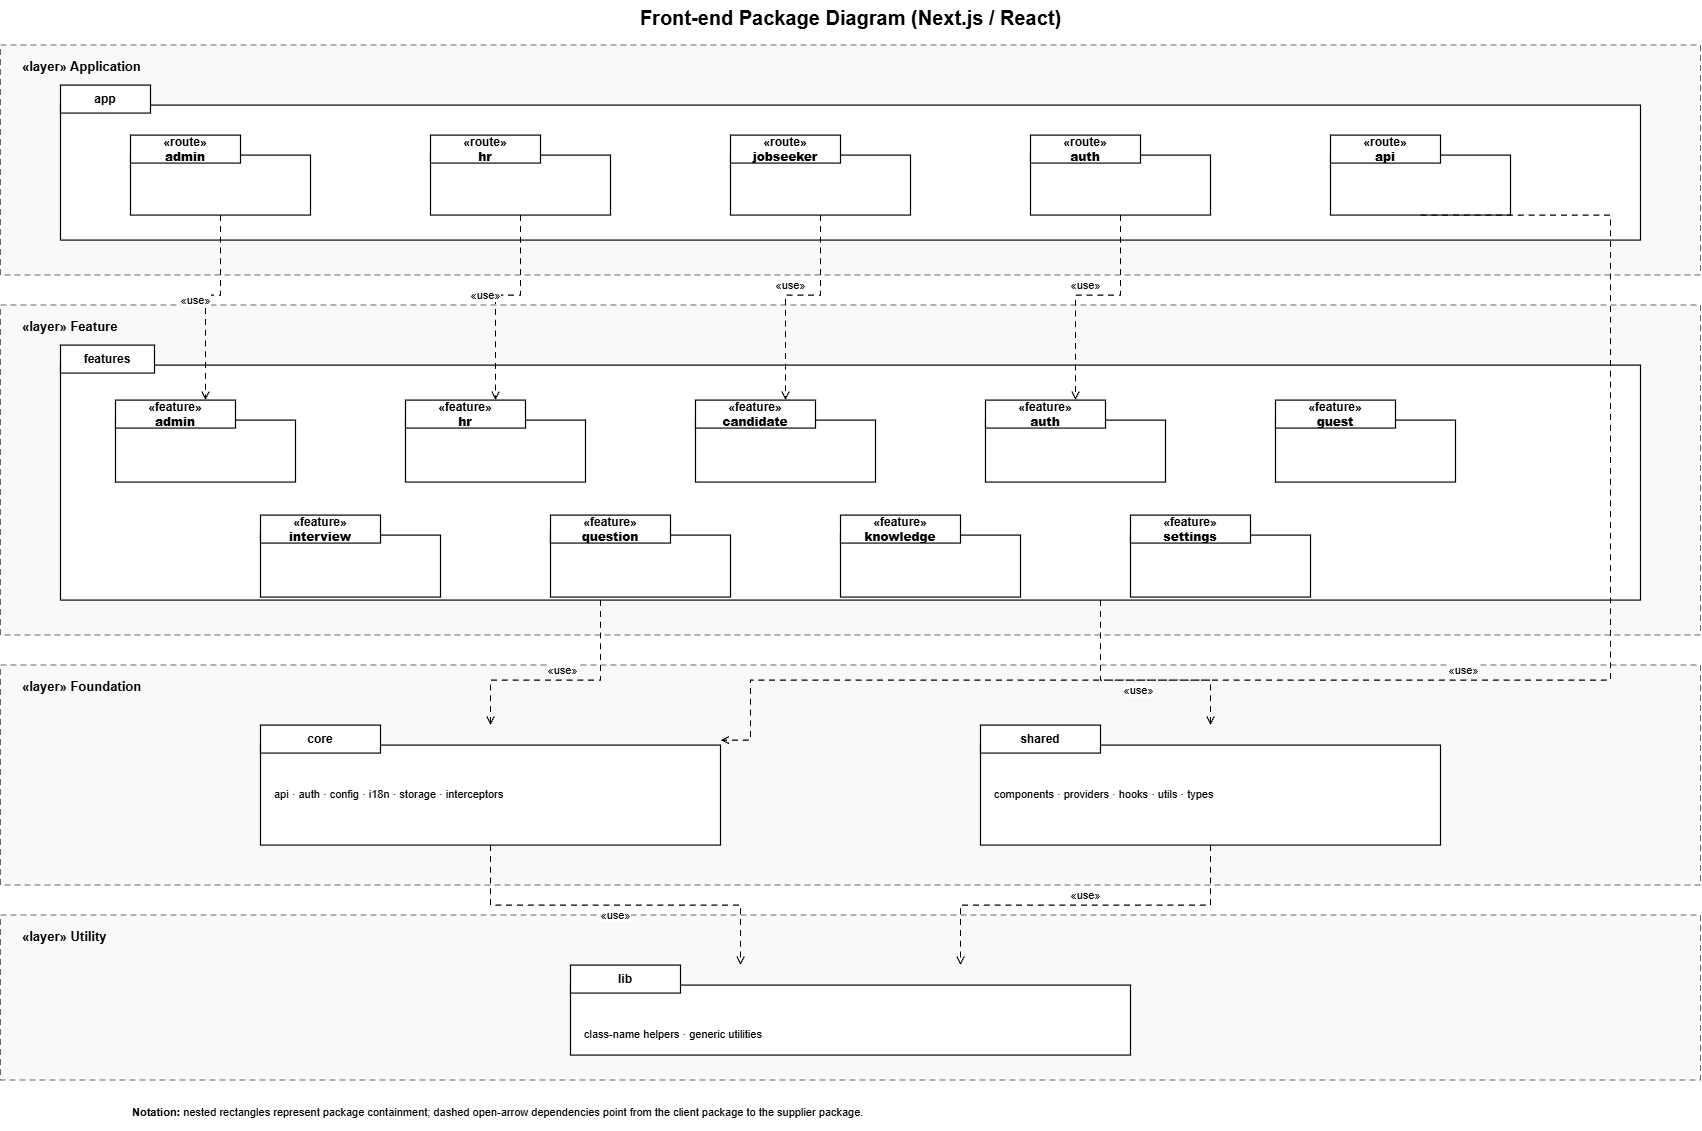 Front-end Package Diagram (Next.js / React)
«layer» Application
app
«route»
admin
«route»
hr
«route»
jobseeker
«route»
auth
«route»
api
«use»
«use»
«use»
«use»
«layer» Feature
features
«feature»
admin
«feature»
hr
«feature»
candidate
«feature»
auth
«feature»
guest
«feature»
interview
«feature»
question
«feature»
knowledge
«feature»
settings
«use»
«use»
«use»
«layer» Foundation
core
api · auth · config · i18n · storage · interceptors
shared
components · providers · hooks · utils · types
«use»
«use»
«layer» Utility
lib
class-name helpers · generic utilities
Notation: nested rectangles represent package containment; dashed open-arrow dependencies point from the client package to the supplier package.